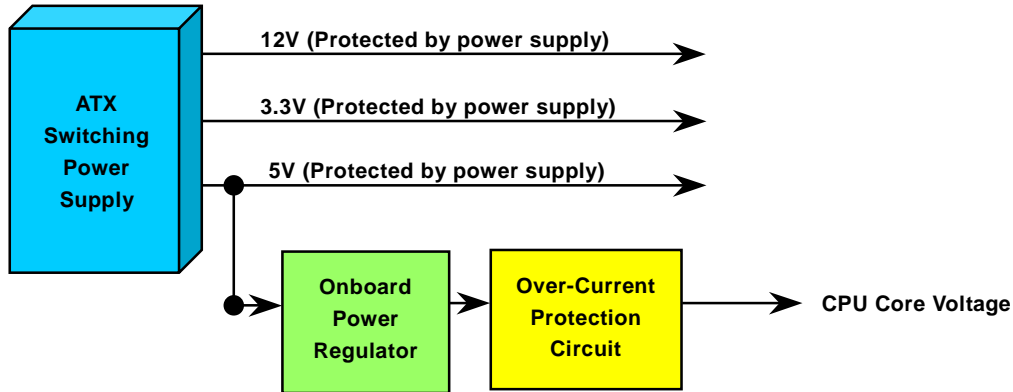 12V (Protected by power supply)
ATX
Switching
Power
Supply
3.3V (Protected by power supply)
5V (Protected by power supply)
Onboard
Power
Regulator
Over-Current
Protection
Circuit
CPU Core Voltage